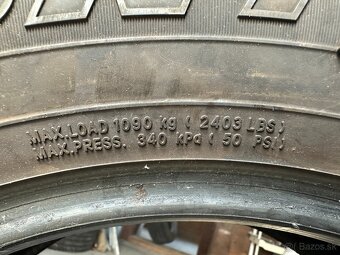 MAX.LOAD 1090 kg ( 2403 LBS)
MAX.PRESS. 340 KPa ( 50 PSI)
© Bazos.sk